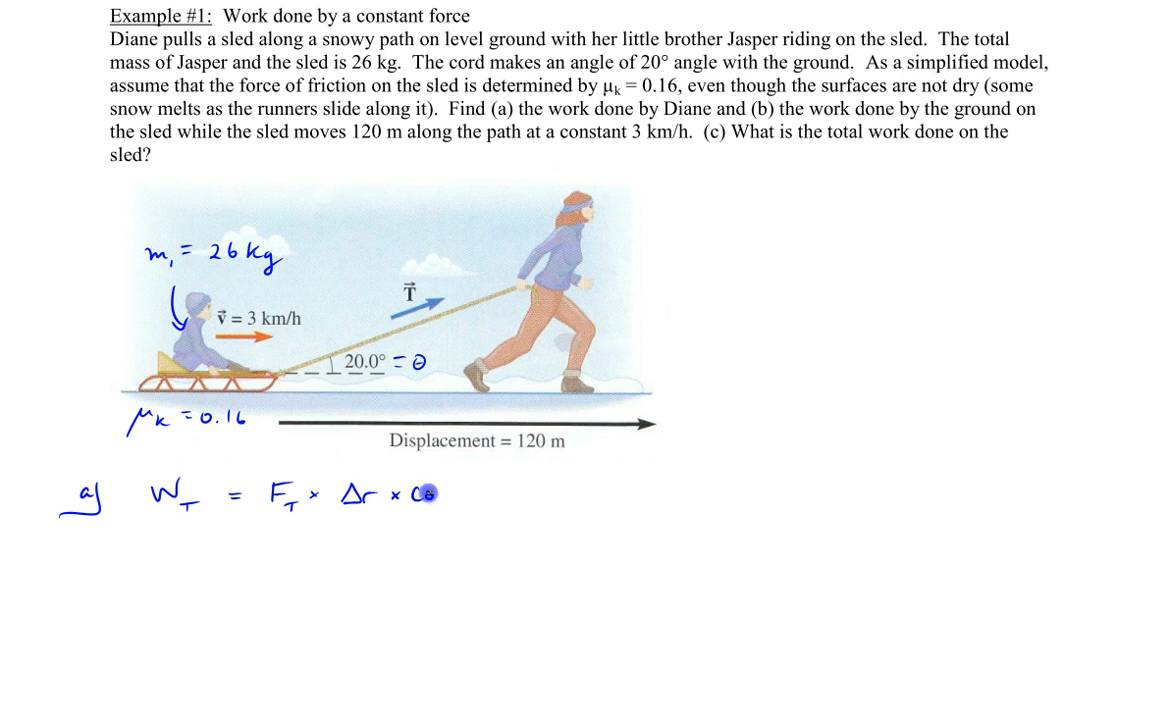 Example #1: Work done by a constant force
Diane pulls a sled along a snowy path on level ground with her little brother Jasper riding on the sled. The total
mass of Jasper and the sled is 26 kg. The cord makes an angle of 20° angle with the ground. As a simplified model,
assume that the force of friction on the sled is determined by μₖ = 0.16, even though the surfaces are not dry (some
snow melts as the runners slide along it). Find (a) the work done by Diane and (b) the work done by the ground on
the sled while the sled moves 120 m along the path at a constant 3 km/h. (c) What is the total work done on the
sled?
m₁ = 26 kg
T⃗
v⃗ = 3 km/h
20.0° = θ
μₖ = 0.16
Displacement = 120 m
a) W_T = F_T × Δr × co